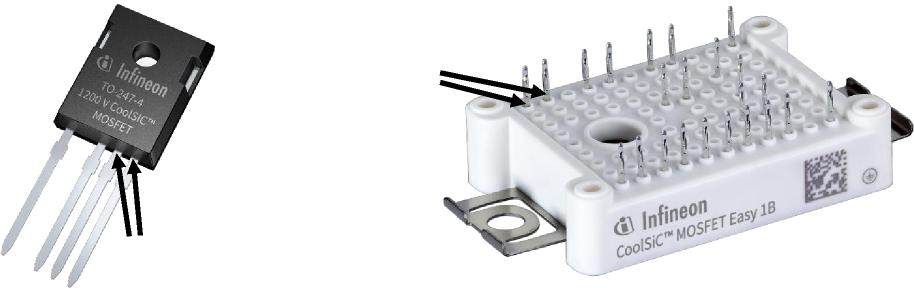 Infineon
TO-247-4
1200 V CoolSiC™
MOSFET
Infineon
CoolSiC™ MOSFET Easy 1B